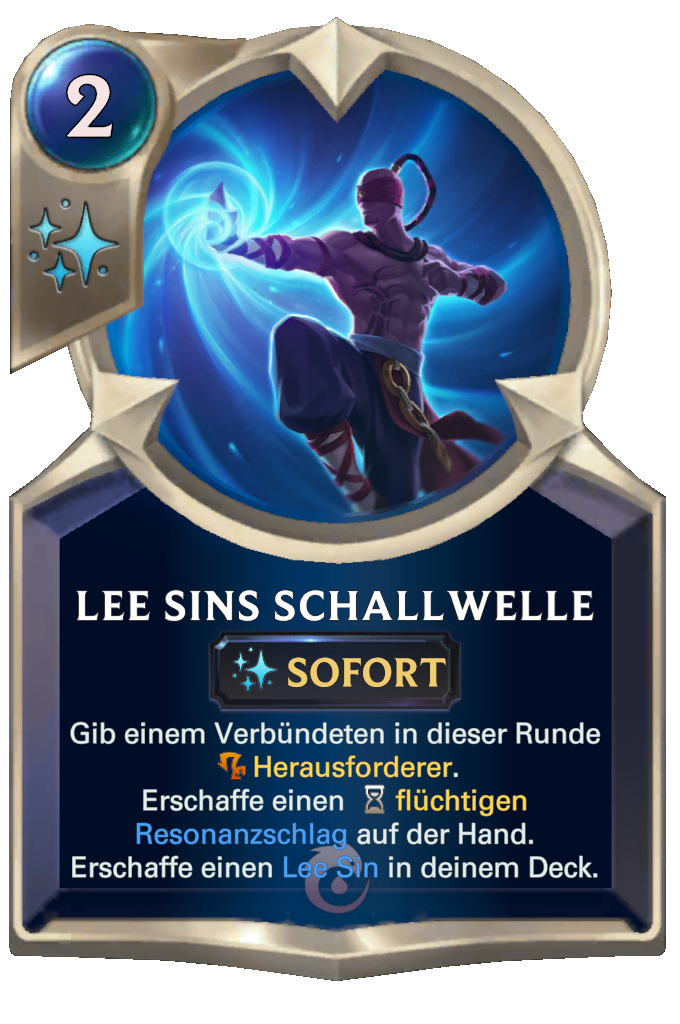 2
LEE SINS SCHALLWELLE
SOFORT
Gib einem Verbündeten in dieser Runde
Herausforderer.
Erschaffe einen flüchtigen
Resonanzschlag auf der Hand.
Erschaffe einen Lee Sin in deinem Deck.